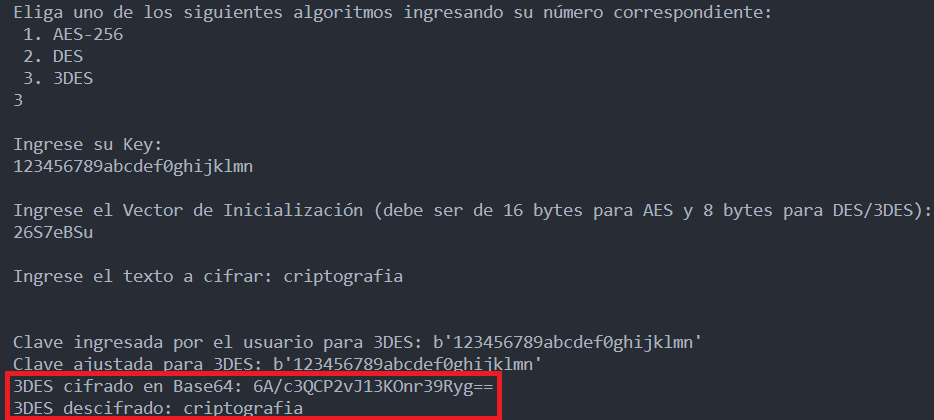 Eliga uno de los siguientes algoritmos ingresando su número correspondiente:
1. AES-256
2. DES
3. 3DES
3
Ingrese su Key:
123456789abcdef0ghijklmn
Ingrese el Vector de Inicialización (debe ser de 16 bytes para AES y 8 bytes para DES/3DES):
26S7eBSu
Ingrese el texto a cifrar: criptografia
Clave ingresada por el usuario para 3DES: b'123456789abcdef0ghijklmn'
Clave ajustada para 3DES: b'123456789abcdef0ghijklmn'
3DES cifrado en Base64: 6A/c3QCP2vJ13KOnr39Ryg==
3DES descifrado: criptografia